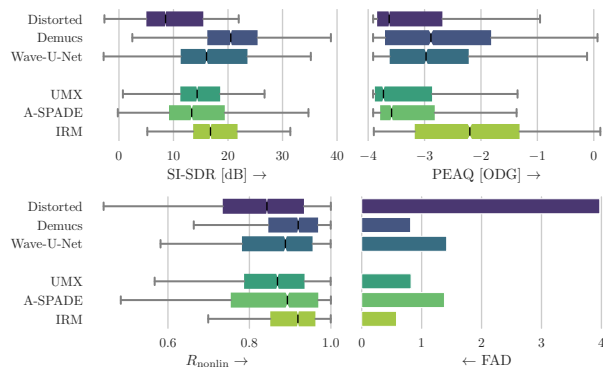 Distorted
Demucs
Wave-U-Net
UMX
A-SPADE
IRM
0 10 20 30 40
SI-SDR [dB] →
−4 −3 −2 −1 0
PEAQ [ODG] →
Distorted
Demucs
Wave-U-Net
UMX
A-SPADE
IRM
0.6 0.8 1.0
R_nonlin →
0 1 2 3 4
← FAD